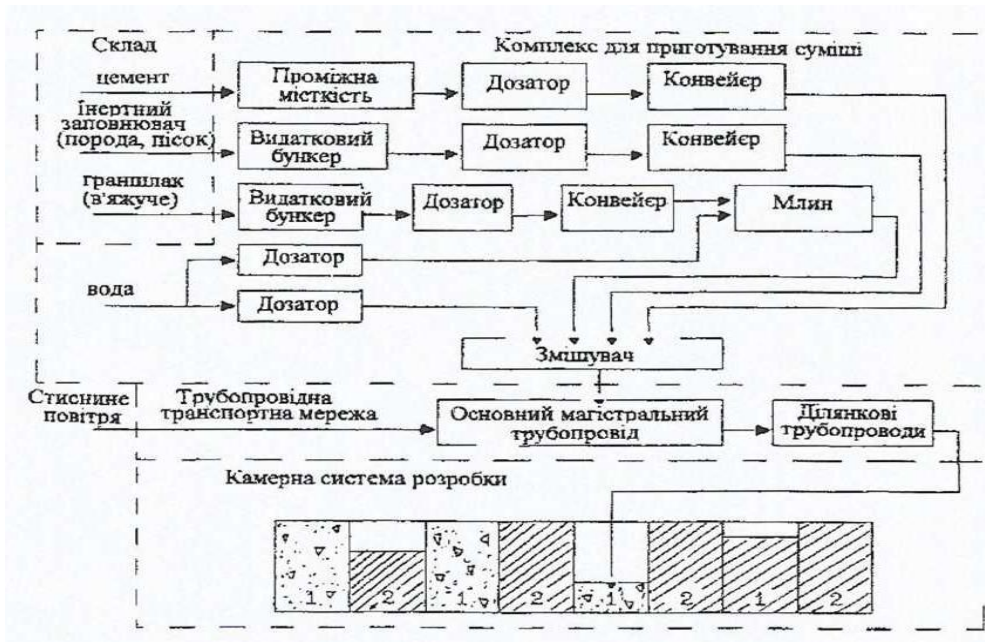 Склад
Комплекс для приготування суміші
цемент
Проміжна
місткість
Дозатор
Конвейєр
Інертний
заповнювач
(порода, пісок)
Видатковий
бункер
Дозатор
Конвейєр
граншлак
(в'яжуче)
Видатковий
бункер
Дозатор
Конвейєр
Млин
Дозатор
вода
Дозатор
Змішувач
Стиснине
повітря
Трубопровідна
транспортна мережа
Основний магістральний
трубопровід
Ділянкові
трубопроводи
Камерна система розробки
1 2 1 2 1 2 1 2